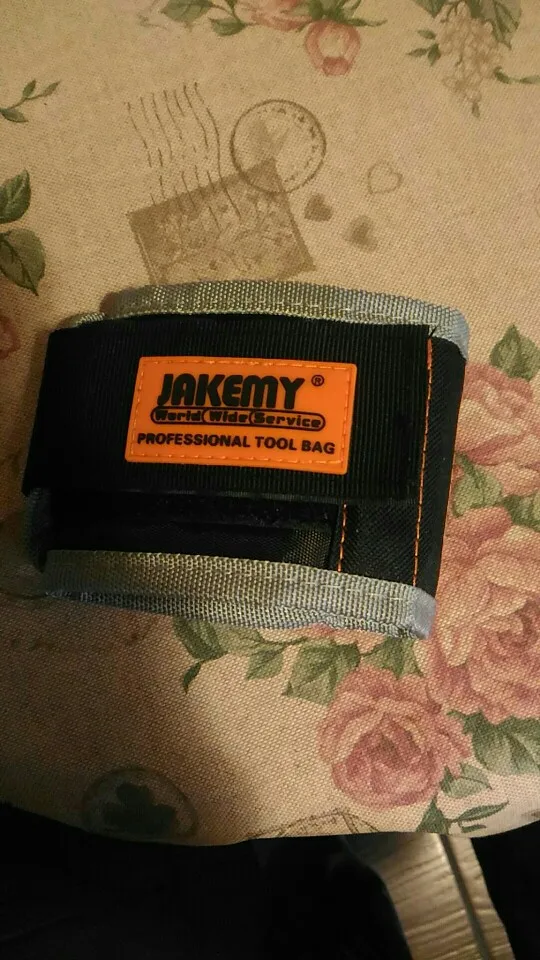 JAKEMY ®
World Wide Service
PROFESSIONAL TOOL BAG